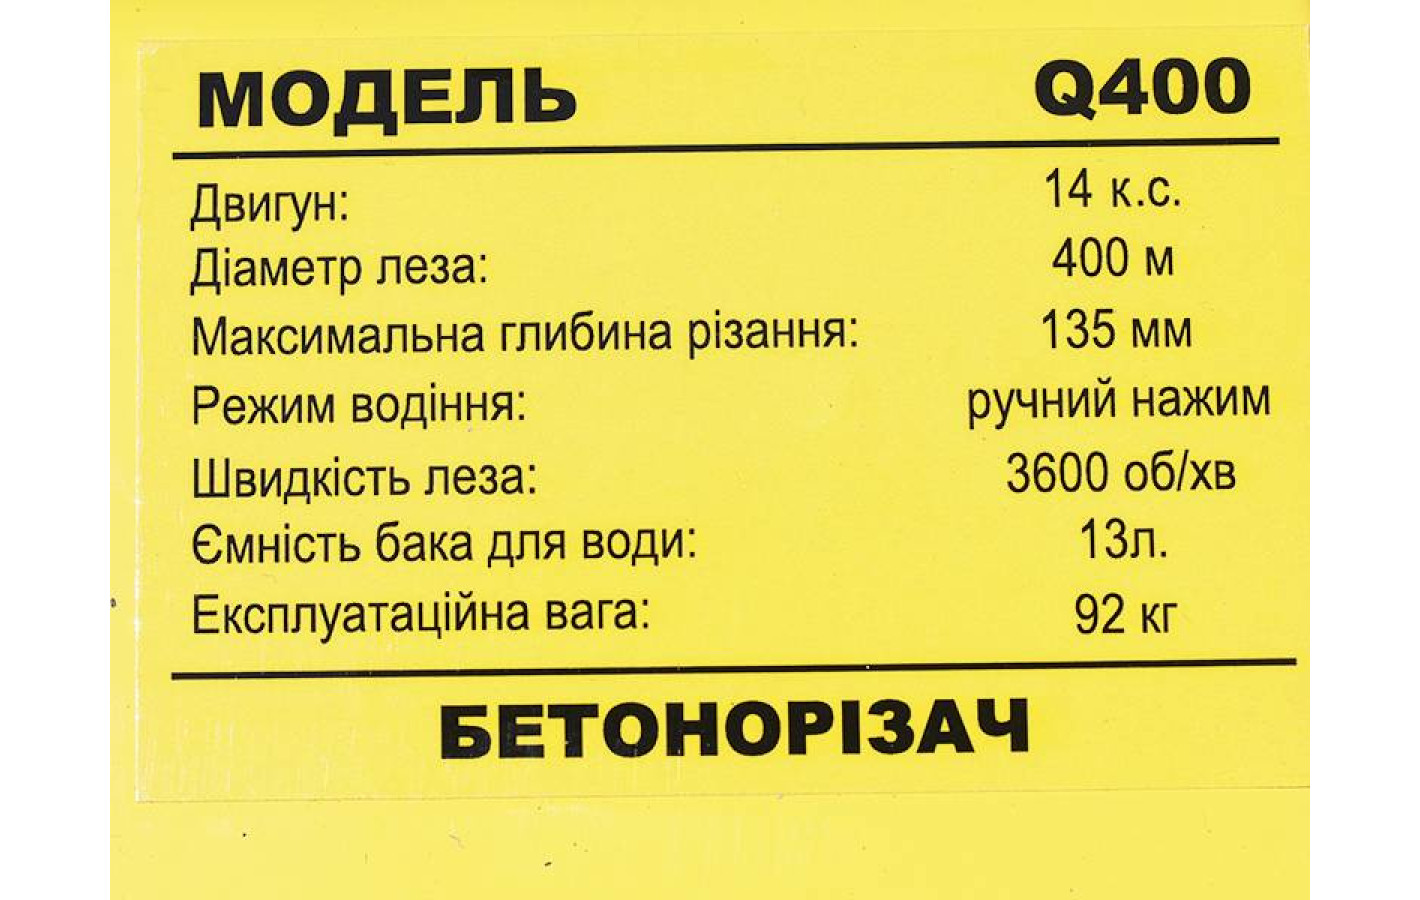 МОДЕЛЬ Q400
Двигун: 14 к.с.
Діаметр леза: 400 м
Максимальна глибина різання: 135 мм
Режим водіння: ручний нажим
Швидкість леза: 3600 об/хв
Ємність бака для води: 13л.
Експлуатаційна вага: 92 кг
БЕТОНОРІЗАЧ